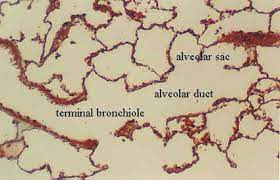 alveolar sac
alveolar duct
terminal bronchiole